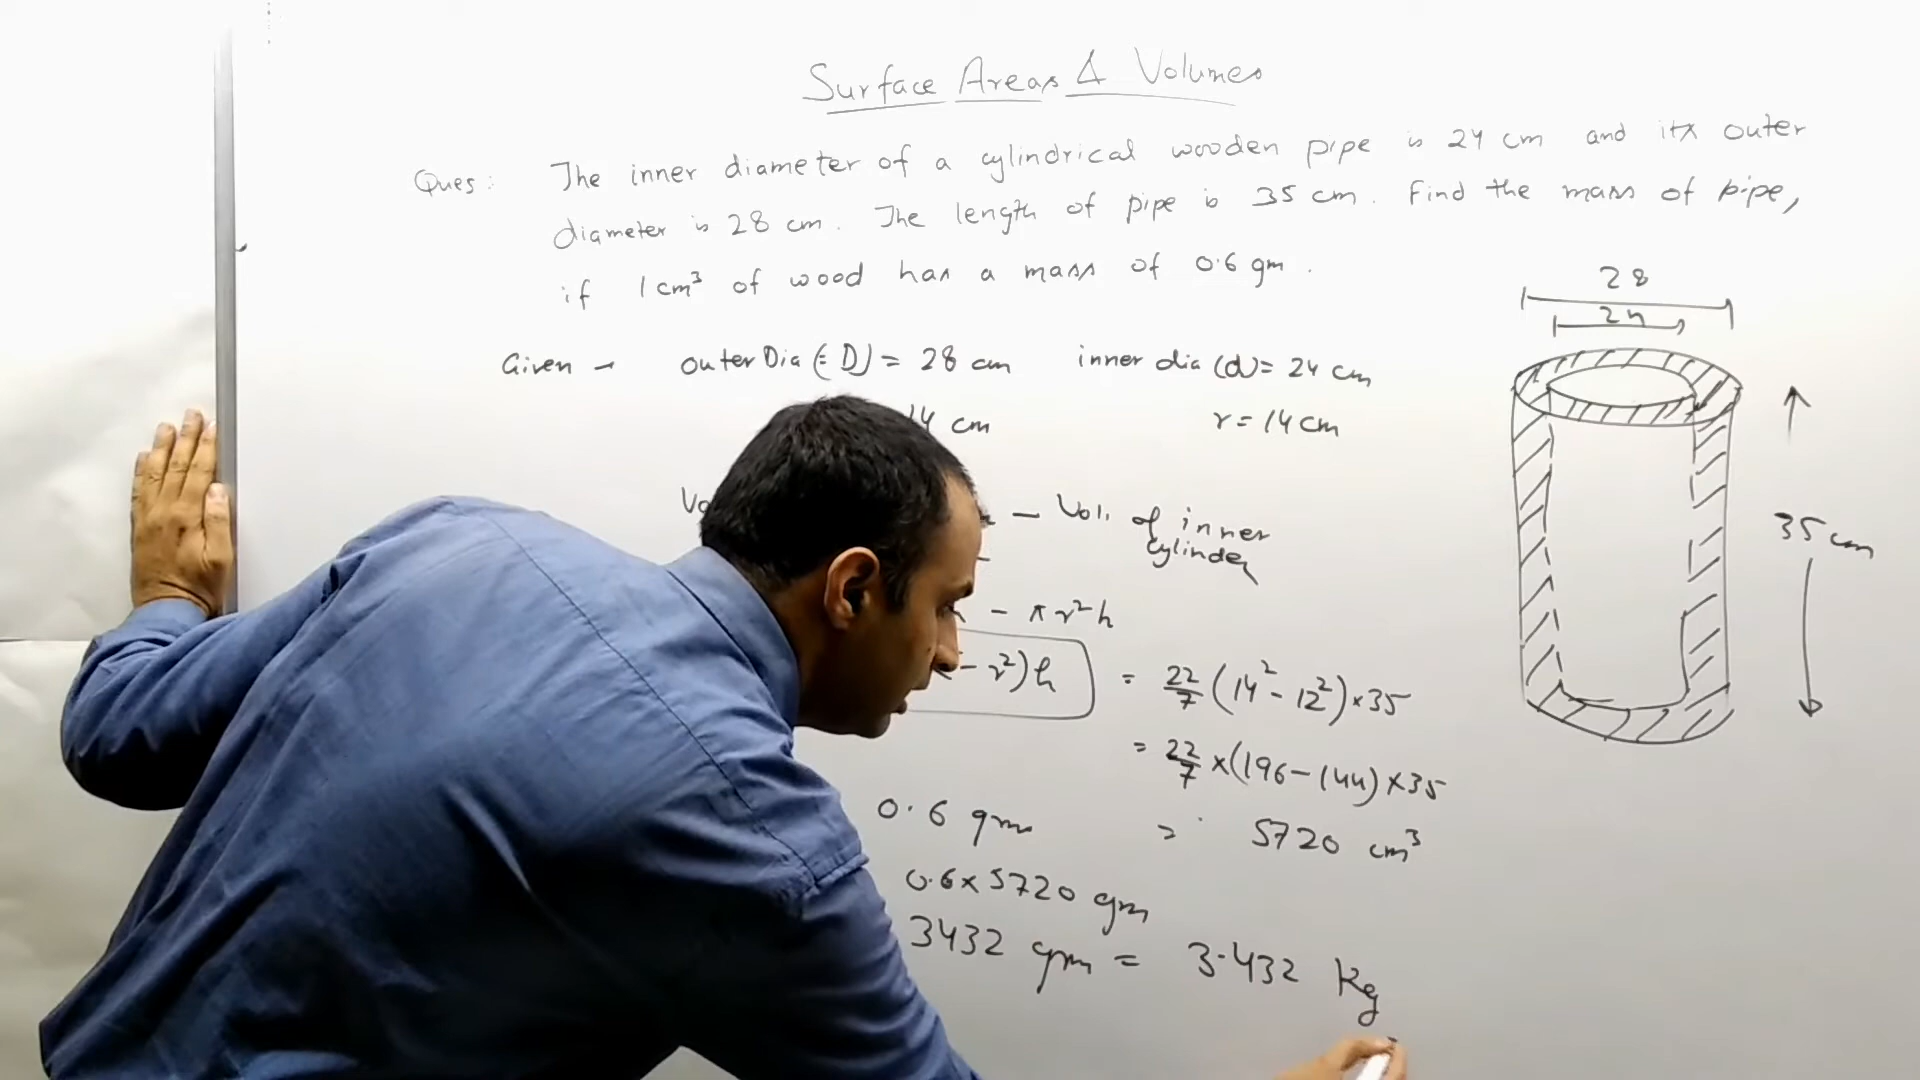 Surface Areas & Volumes
Ques: The inner diameter of a cylindrical wooden pipe is 24 cm and its outer
diameter is 28 cm. The length of pipe is 35 cm. Find the mass of pipe,
if 1 cm³ of wood has a mass of 0.6 gm.
28
24
Given → outer Dia (= D) = 28 cm inner dia (d) = 24 cm
14 cm r = 14 cm
− Vol. of inner
cylinder
35 cm
− πr²h
− r²)h = 22/7 (14² − 12²) × 35
= 22/7 × (196 − 144) × 35
0.6 gm = 5720 cm³
0.6 × 5720 gm
3432 gm = 3.432 Kg